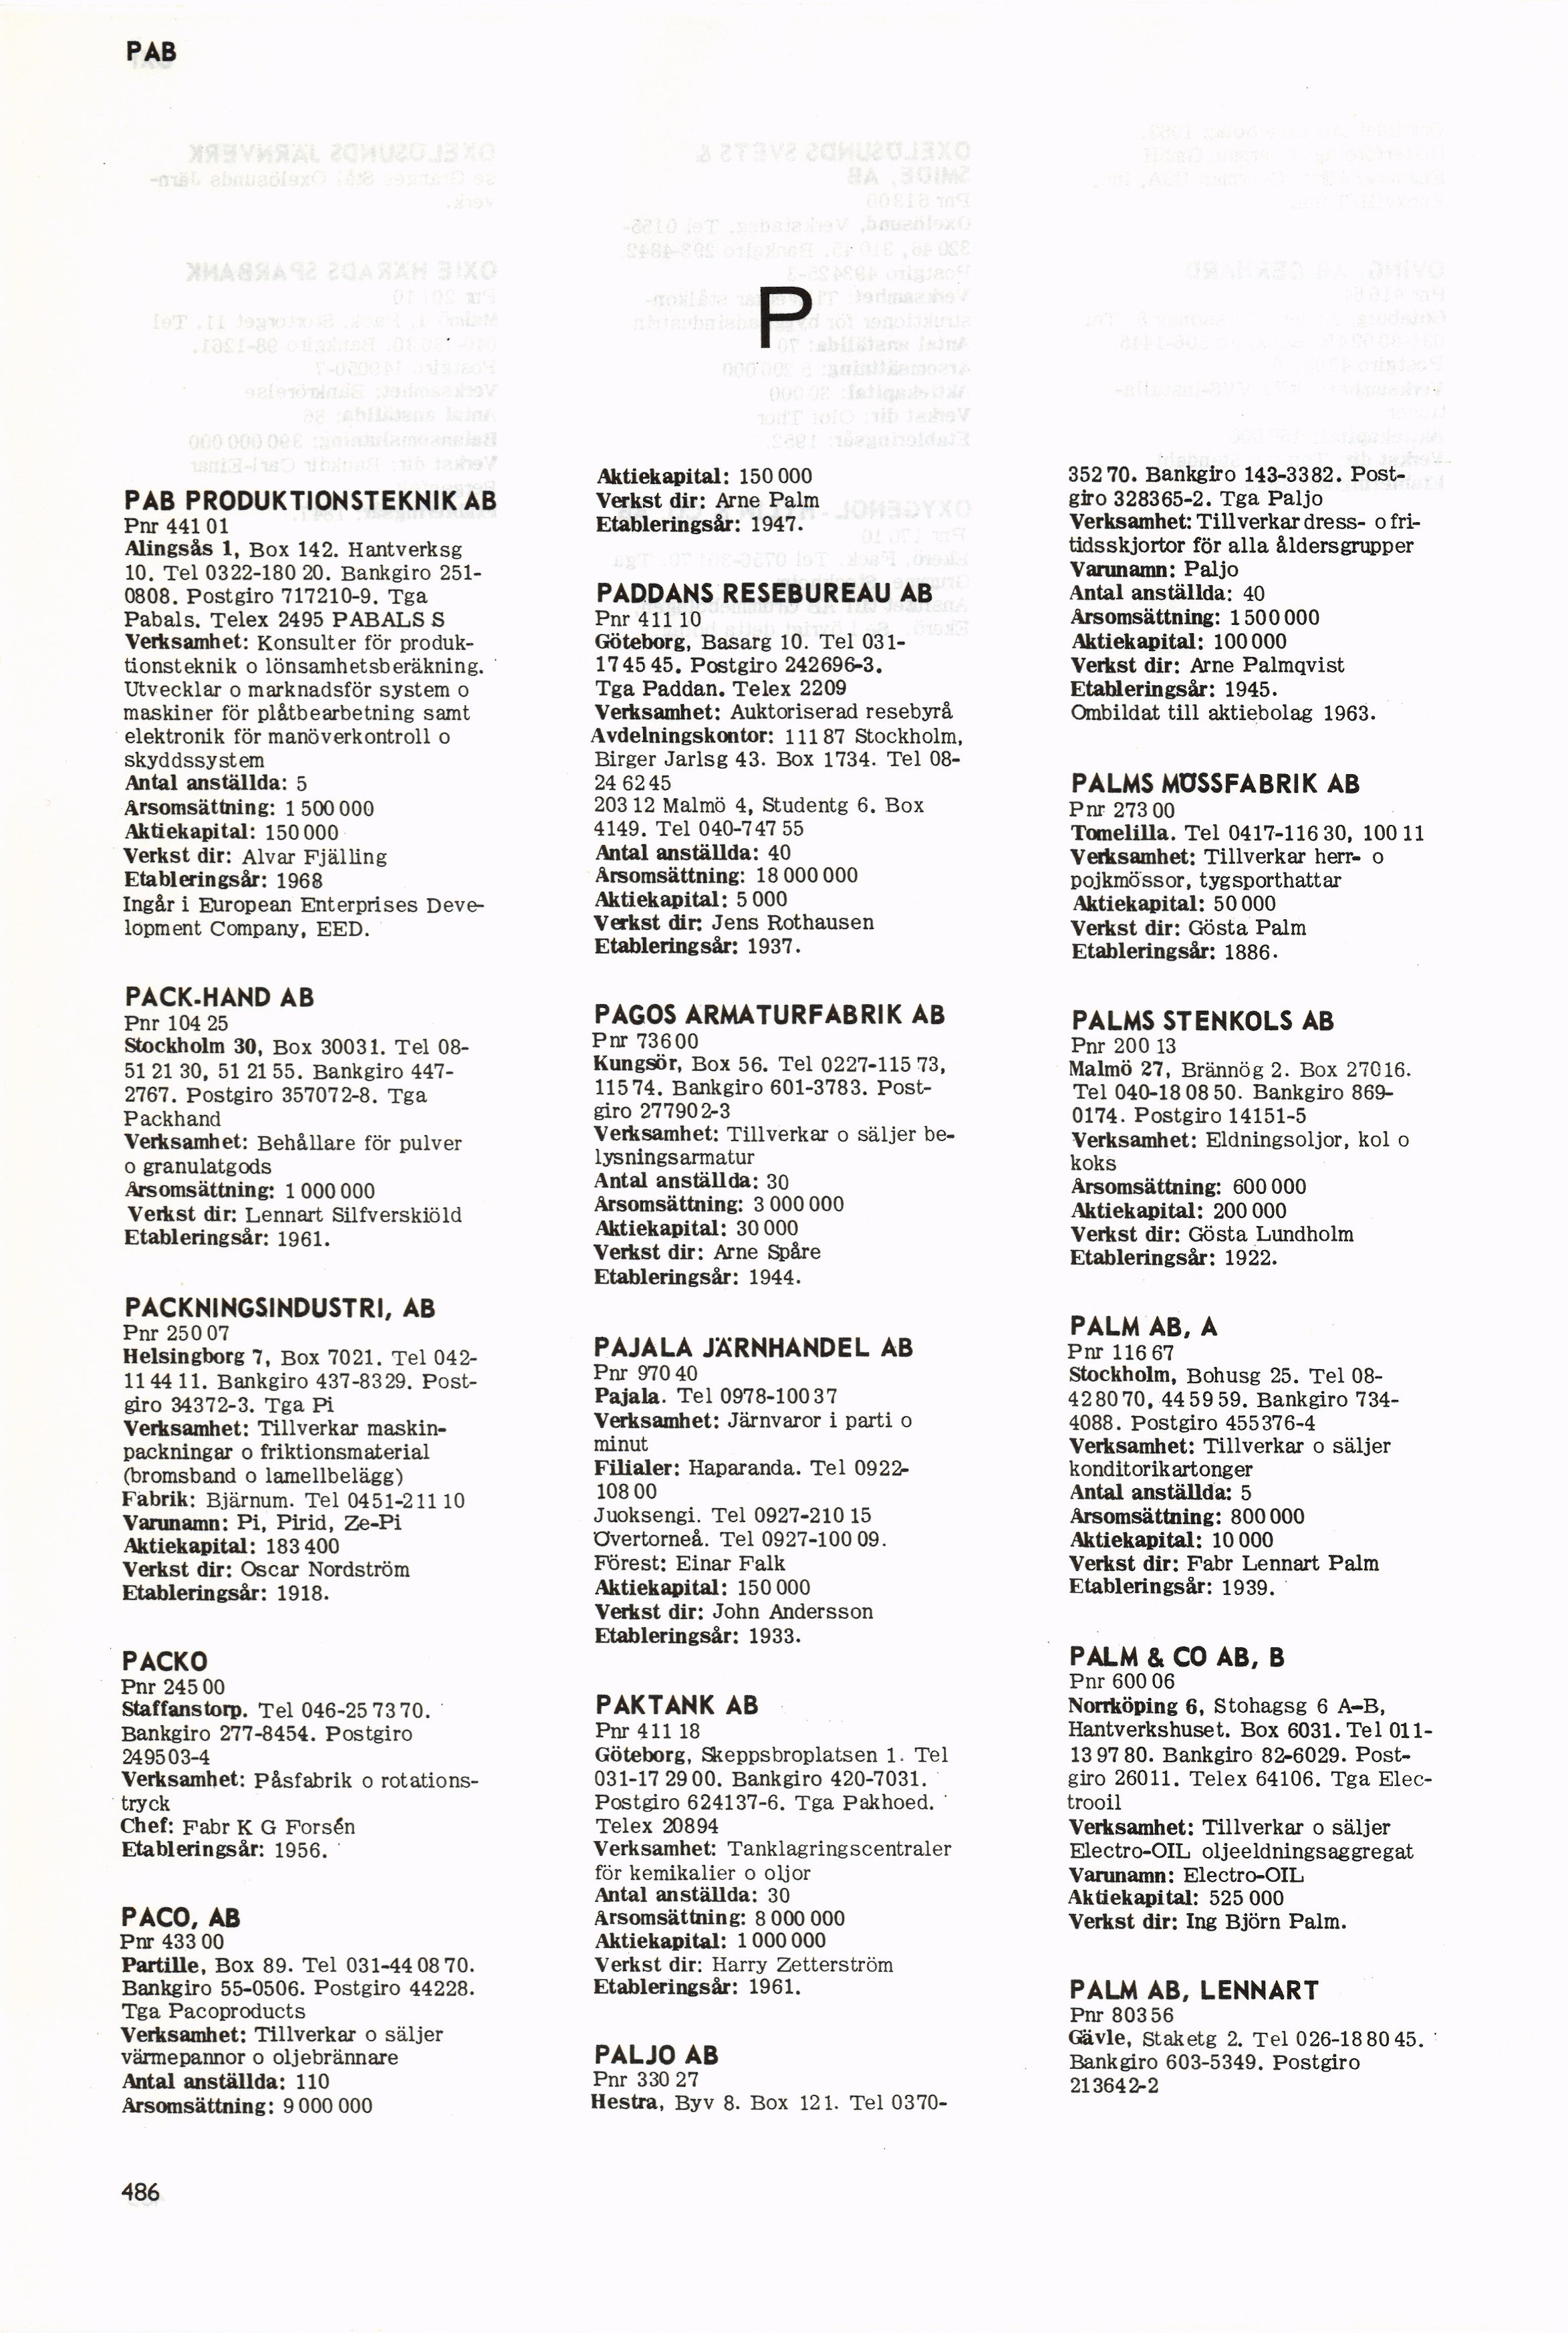 PAB
P
PAB PRODUKTIONSTEKNIK AB
Pnr 441 01
Alingsås 1, Box 142. Hantverksg
10. Tel 0322-180 20. Bankgiro 251-
0808. Postgiro 717210-9. Tga
Pabals. Telex 2495 PABALS S
Verksamhet: Konsulter för produk-
tionsteknik o lönsamhetsberäkning.
Utvecklar o marknadsför system o
maskiner för plåtbearbetning samt
elektronik för manöverkontroll o
skyddssystem
Antal anställda: 5
Årsomsättning: 1 500 000
Aktiekapital: 150 000
Verkst dir: Alvar Fjälling
Etableringsår: 1968
Ingår i European Enterprises Deve-
lopment Company, EED.
PACK-HAND AB
Pnr 104 25
Stockholm 30, Box 30031. Tel 08-
51 21 30, 51 21 55. Bankgiro 447-
2767. Postgiro 357072-8. Tga
Packhand
Verksamhet: Behållare för pulver
o granulatgods
Årsomsättning: 1 000 000
Verkst dir: Lennart Silfverskiöld
Etableringsår: 1961.
PACKNINGSINDUSTRI, AB
Pnr 250 07
Helsingborg 7, Box 7021. Tel 042-
11 44 11. Bankgiro 437-8329. Post-
giro 34372-3. Tga Pi
Verksamhet: Tillverkar maskin-
packningar o friktionsmaterial
(bromsband o lamellbelägg)
Fabrik: Bjärnum. Tel 0451-211 10
Varunamn: Pi, Pirid, Ze-Pi
Aktiekapital: 183 400
Verkst dir: Oscar Nordström
Etableringsår: 1918.
PACKO
Pnr 245 00
Staffanstorp. Tel 046-25 73 70.
Bankgiro 277-8454. Postgiro
249503-4
Verksamhet: Påsfabrik o rotations-
tryck
Chef: Fabr K G Forsén
Etableringsår: 1956.
PACO, AB
Pnr 433 00
Partille, Box 89. Tel 031-44 08 70.
Bankgiro 55-0506. Postgiro 44228.
Tga Pacoproducts
Verksamhet: Tillverkar o säljer
värmepannor o oljebrännare
Antal anställda: 110
Årsomsättning: 9 000 000
Aktiekapital: 150 000
Verkst dir: Arne Palm
Etableringsår: 1947.
PADDANS RESEBUREAU AB
Pnr 411 10
Göteborg, Basarg 10. Tel 031-
17 45 45. Postgiro 242696-3.
Tga Paddan. Telex 2209
Verksamhet: Auktoriserad resebyrå
Avdelningskontor: 111 87 Stockholm,
Birger Jarlsg 43. Box 1734. Tel 08-
24 62 45
203 12 Malmö 4, Studentg 6. Box
4149. Tel 040-747 55
Antal anställda: 40
Årsomsättning: 18 000 000
Aktiekapital: 5 000
Verkst dir: Jens Rothausen
Etableringsår: 1937.
PAGOS ARMATURFABRIK AB
Pnr 736 00
Kungsör, Box 56. Tel 0227-115 73,
115 74. Bankgiro 601-3783. Post-
giro 277902-3
Verksamhet: Tillverkar o säljer be-
lysningsarmatur
Antal anställda: 30
Årsomsättning: 3 000 000
Aktiekapital: 30 000
Verkst dir: Arne Spåre
Etableringsår: 1944.
PAJALA JÄRNHANDEL AB
Pnr 970 40
Pajala. Tel 0978-100 37
Verksamhet: Järnvaror i parti o
minut
Filialer: Haparanda. Tel 0922-
108 00
Juoksengi. Tel 0927-210 15
Övertorneå. Tel 0927-100 09.
Förest: Einar Falk
Aktiekapital: 150 000
Verkst dir: John Andersson
Etableringsår: 1933.
PAKTANK AB
Pnr 411 18
Göteborg, Skeppsbroplatsen 1. Tel
031-17 29 00. Bankgiro 420-7031.
Postgiro 624137-6. Tga Pakhoed.
Telex 20894
Verksamhet: Tanklagringscentraler
för kemikalier o oljor
Antal anställda: 30
Årsomsättning: 8 000 000
Aktiekapital: 1 000 000
Verkst dir: Harry Zetterström
Etableringsår: 1961.
PALJO AB
Pnr 330 27
Hestra, Byv 8. Box 121. Tel 0370-
352 70. Bankgiro 143-3382. Post-
giro 328365-2. Tga Paljo
Verksamhet: Tillverkar dress- o fri-
tidsskjortor för alla åldersgrupper
Varunamn: Paljo
Antal anställda: 40
Årsomsättning: 1 500 000
Aktiekapital: 100 000
Verkst dir: Arne Palmqvist
Etableringsår: 1945.
Ombildat till aktiebolag 1963.
PALMS MÖSSFABRIK AB
Pnr 273 00
Tomelilla. Tel 0417-116 30, 100 11
Verksamhet: Tillverkar herr- o
pojkmössor, tygsporthattar
Aktiekapital: 50 000
Verkst dir: Gösta Palm
Etableringsår: 1886.
PALMS STENKOLS AB
Pnr 200 13
Malmö 27, Brännög 2. Box 27016.
Tel 040-18 08 50. Bankgiro 869-
0174. Postgiro 14151-5
Verksamhet: Eldningsoljor, kol o
koks
Årsomsättning: 600 000
Aktiekapital: 200 000
Verkst dir: Gösta Lundholm
Etableringsår: 1922.
PALM AB, A
Pnr 116 67
Stockholm, Bohusg 25. Tel 08-
42 80 70, 44 59 59. Bankgiro 734-
4088. Postgiro 455376-4
Verksamhet: Tillverkar o säljer
konditorikartonger
Antal anställda: 5
Årsomsättning: 800 000
Aktiekapital: 10 000
Verkst dir: Fabr Lennart Palm
Etableringsår: 1939.
PALM & CO AB, B
Pnr 600 06
Norrköping 6, Stohagsg 6 A-B,
Hantverkshuset. Box 6031. Tel 011-
13 97 80. Bankgiro 82-6029. Post-
giro 26011. Telex 64106. Tga Elec-
trooil
Verksamhet: Tillverkar o säljer
Electro-OIL oljeeldningsaggregat
Varunamn: Electro-OIL
Aktiekapital: 525 000
Verkst dir: Ing Björn Palm.
PALM AB, LENNART
Pnr 803 56
Gävle, Staketg 2. Tel 026-18 80 45.
Bankgiro 603-5349. Postgiro
213642-2
486